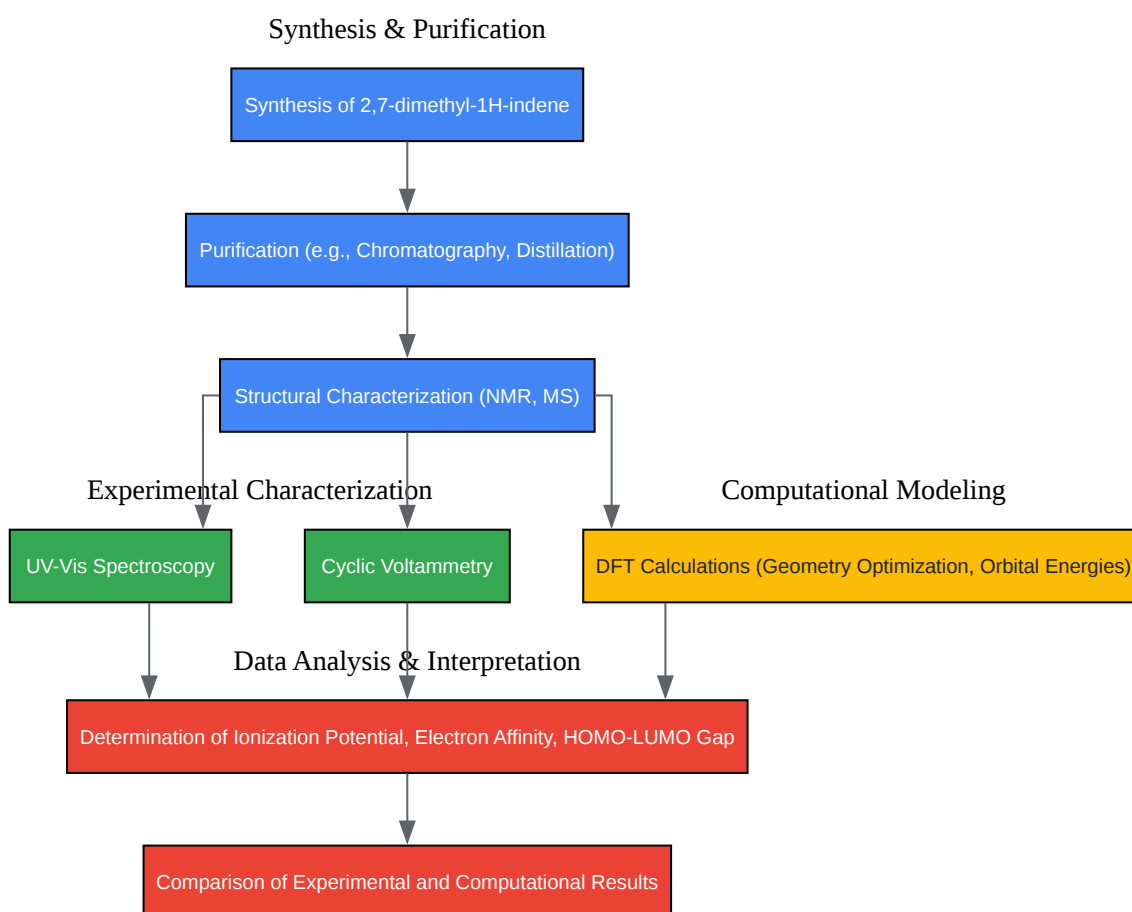 Synthesis & Purification
Synthesis of 2,7-dimethyl-1H-indene
Purification (e.g., Chromatography, Distillation)
Structural Characterization (NMR, MS)
Experimental Characterization
Computational Modeling
UV-Vis Spectroscopy
Cyclic Voltammetry
DFT Calculations (Geometry Optimization, Orbital Energies)
Data Analysis & Interpretation
Determination of Ionization Potential, Electron Affinity, HOMO-LUMO Gap
Comparison of Experimental and Computational Results